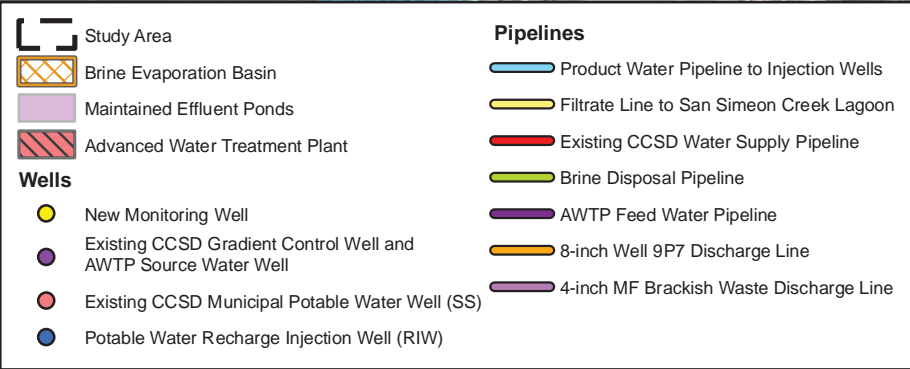 Study Area
Brine Evaporation Basin
Maintained Effluent Ponds
Advanced Water Treatment Plant
Wells
New Monitoring Well
Existing CCSD Gradient Control Well and
AWTP Source Water Well
Existing CCSD Municipal Potable Water Well (SS)
Potable Water Recharge Injection Well (RIW)
Pipelines
Product Water Pipeline to Injection Wells
Filtrate Line to San Simeon Creek Lagoon
Existing CCSD Water Supply Pipeline
Brine Disposal Pipeline
AWTP Feed Water Pipeline
8-inch Well 9P7 Discharge Line
4-inch MF Brackish Waste Discharge Line